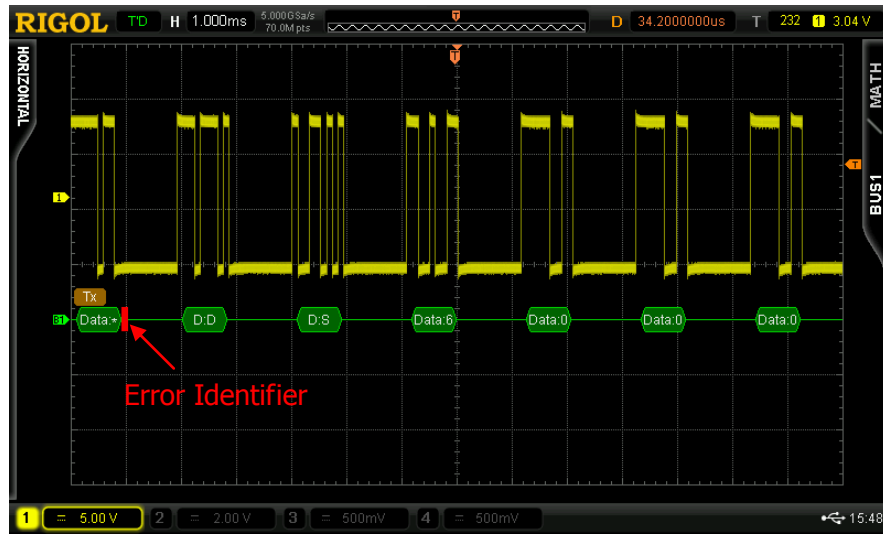 RIGOL T'D H 1.000ms 5.000GSa/s 70.0Mpts T D 34.2000000us T 232 1 3.04 V
HORIZONTAL
T
MATH
T
1
BUS1
Tx
B1 Data:* D:D D:S Data:6 Data:0 Data:0 Data:0
Error Identifier
1 = 5.00 V 2 = 2.00 V 3 = 500mV 4 = 500mV 15:48